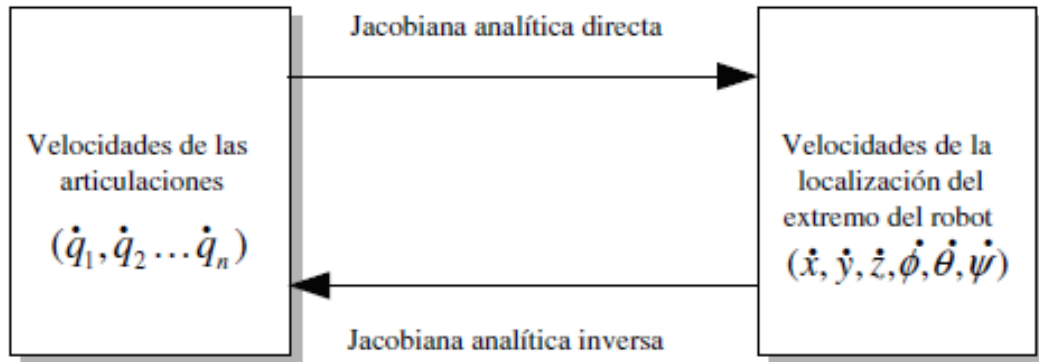 Jacobiana analítica directa
Velocidades de las
articulaciones
(q̇₁, q̇₂ … q̇ₙ)
Velocidades de la
localización del
extremo del robot
(ẋ, ẏ, ż, ϕ̇, θ̇, ψ̇)
Jacobiana analítica inversa